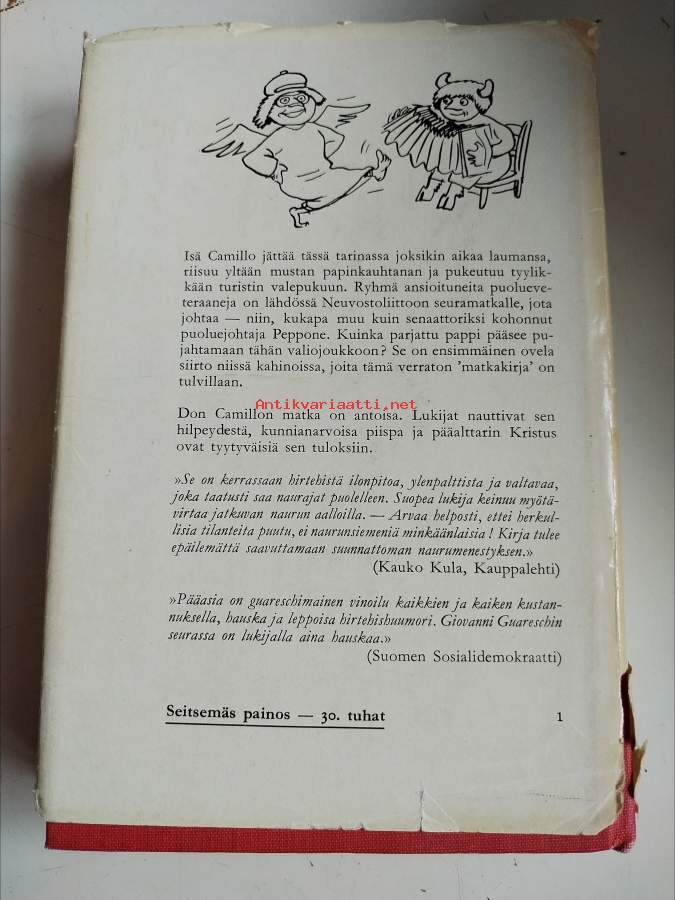 Isä Camillo jättää tässä tarinassa joksikin aikaa laumansa,
riisuu yltään mustan papinkauhtanan ja pukeutuu tyylik-
kään turistin valepukuun. Ryhmä ansioituneita puolueve-
teraaneja on lähdössä Neuvostoliittoon seuramatkalle, jota
johtaa — niin, kukapa muu kuin senaattoriksi kohonnut
puoluejohtaja Peppone. Kuinka parjattu pappi pääsee pu-
jahtamaan tähän valiojoukkoon? Se on ensimmäinen ovela
siirto niissä kahinoissa, joita tämä verraton 'matkakirja' on
tulvillaan.
Antikvariaatti.net
Don Camillon matka on antoisa. Lukijat nauttivat sen
hilpeydestä, kunnianarvoisa piispa ja pääalttarin Kristus
ovat tyytyväisiä sen tuloksiin.
»Se on kerrassaan hirtehistä ilonpitoa, ylenpalttista ja valtavaa,
joka taatusti saa naurajat puolelleen. Suopea lukija keinuu myötä-
virtaa jatkuvan naurun aalloilla. — Arvaa helposti, ettei herkul-
lisia tilanteita puutu, ei naurunsiemeniä minkäänlaisia! Kirja tulee
epäilemättä saavuttamaan suunnattoman naurumenestyksen.»
(Kauko Kula, Kauppalehti)
»Pääasia on guareschimainen vinoilu kaikkien ja kaiken kustan-
nuksella, hauska ja leppoisa hirtehishuumori. Giovanni Guareschin
seurassa on lukijalla aina hauskaa.»
(Suomen Sosialidemokraatti)
Seitsemäs painos — 30. tuhat 1